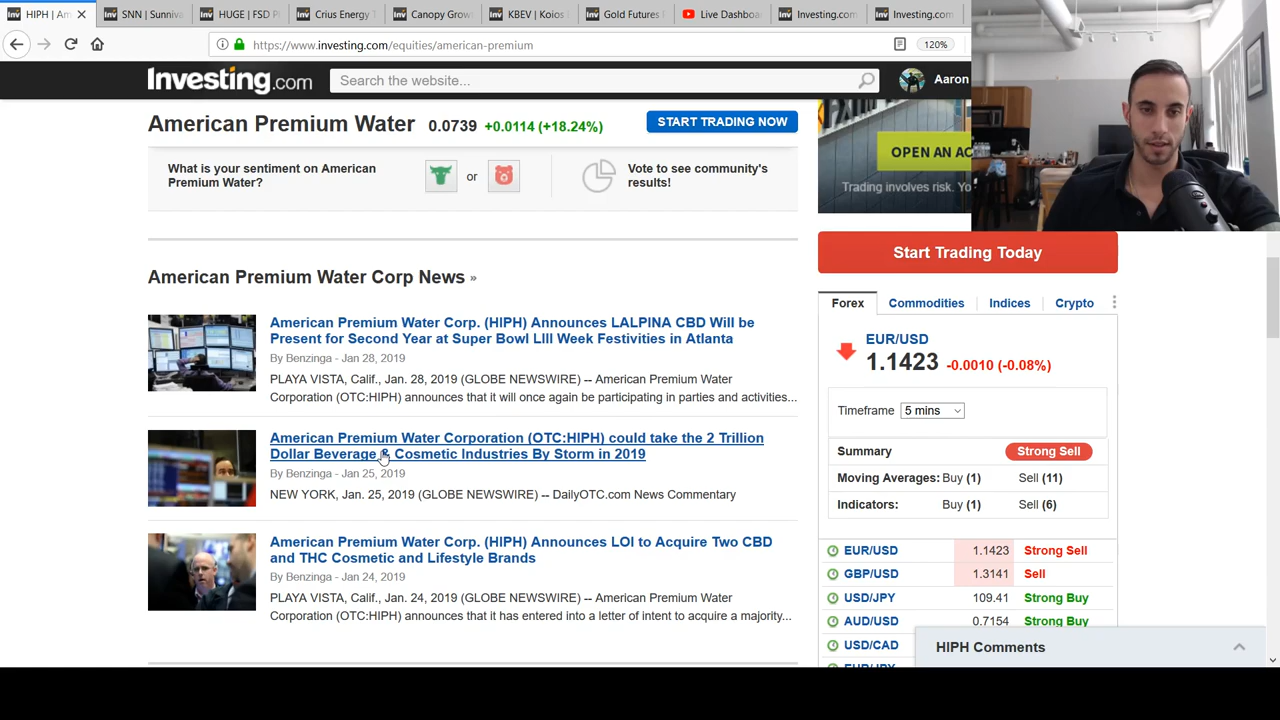 HIPH | Am
SNN | Sunniva
HUGE | FSD P
Crius Energy T
Canopy Grow
KBEV | Koios
Gold Futures P
Live Dashboa
Investing.com
Investing.com
https://www.investing.com/equities/american-premium
120%
Investing.com
Search the website...
Aaron
American Premium Water 0.0739 +0.0114 (+18.24%)
START TRADING NOW
What is your sentiment on American
Premium Water?
or
Vote to see community's
results!
OPEN AN AC
Trading involves risk. Yo
American Premium Water Corp News »
American Premium Water Corp. (HIPH) Announces LALPINA CBD Will be
Present for Second Year at Super Bowl LIII Week Festivities in Atlanta
By Benzinga - Jan 28, 2019
PLAYA VISTA, Calif., Jan. 28, 2019 (GLOBE NEWSWIRE) -- American Premium Water
Corporation (OTC:HIPH) announces that it will once again be participating in parties and activities...
American Premium Water Corporation (OTC:HIPH) could take the 2 Trillion
Dollar Beverage & Cosmetic Industries By Storm in 2019
By Benzinga - Jan 25, 2019
NEW YORK, Jan. 25, 2019 (GLOBE NEWSWIRE) -- DailyOTC.com News Commentary
American Premium Water Corp. (HIPH) Announces LOI to Acquire Two CBD
and THC Cosmetic and Lifestyle Brands
By Benzinga - Jan 24, 2019
PLAYA VISTA, Calif., Jan. 24, 2019 (GLOBE NEWSWIRE) -- American Premium Water
Corporation (OTC:HIPH) announces that it has entered into a letter of intent to acquire a majority...
Start Trading Today
Forex Commodities Indices Crypto
EUR/USD
1.1423 -0.0010 (-0.08%)
Timeframe 5 mins
Summary Strong Sell
Moving Averages: Buy (1) Sell (11)
Indicators: Buy (1) Sell (6)
EUR/USD 1.1423 Strong Sell
GBP/USD 1.3141 Sell
USD/JPY 109.41 Strong Buy
AUD/USD 0.7154 Strong Buy
USD/CAD
HIPH Comments